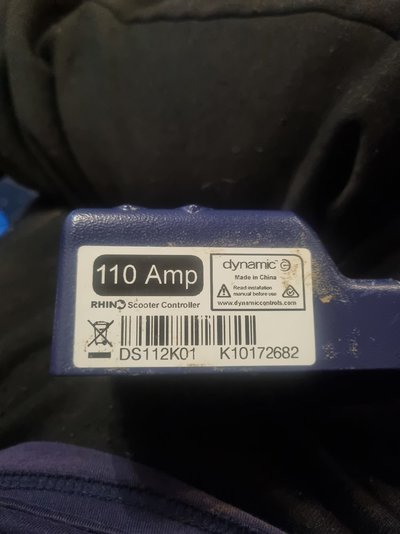 110 Amp
RHINO Scooter Controller
dynamic
Made in China
Read installation
manual before use
www.dynamiccontrols.com
DS112K01 K10172682